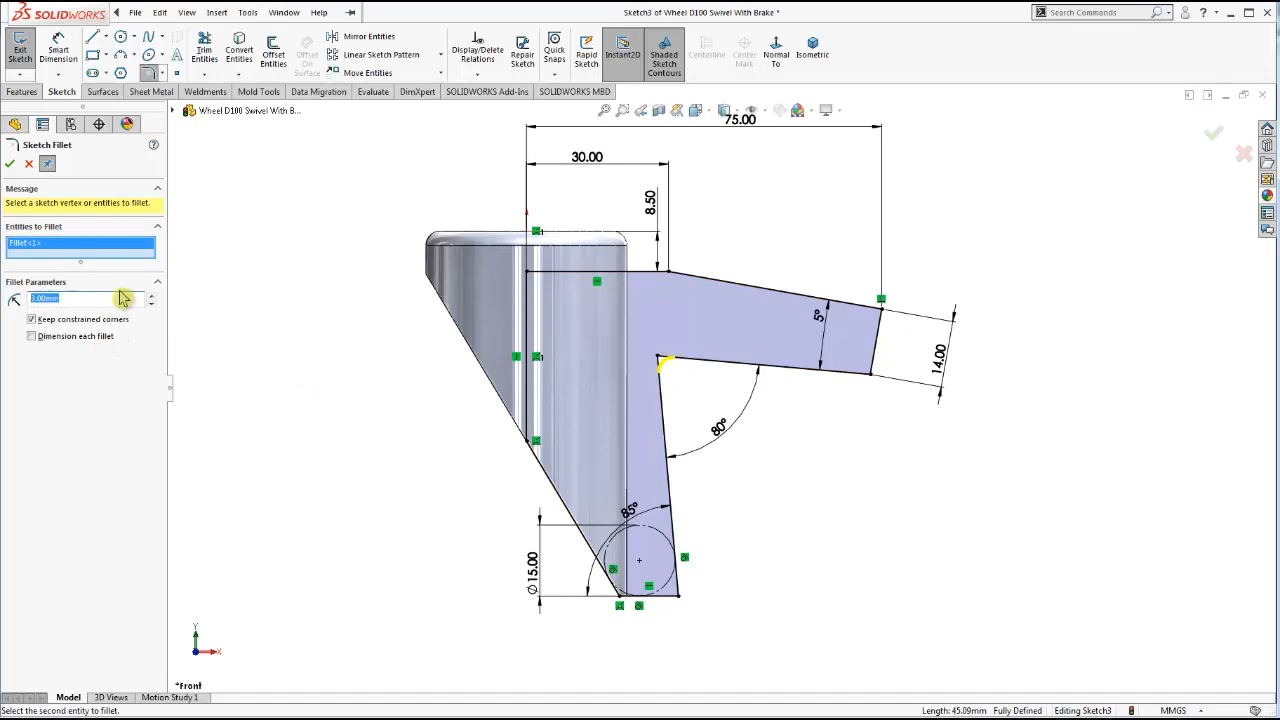 SOLIDWORKS File Edit View Insert Tools Window Help Sketch3 of Wheel D100 Swivel With Brake * Search Commands
Exit Sketch Smart Dimension Trim Entities Convert Entities Offset Entities Offset On Surface Mirror Entities Linear Sketch Pattern Move Entities Display/Delete Relations Repair Sketch Quick Snaps Rapid Sketch Instant2D Shaded Sketch Contours Centerline Center Mark Normal To Isometric
Features Sketch Surfaces Sheet Metal Weldments Mold Tools Data Migration Evaluate DimXpert SOLIDWORKS Add-Ins SOLIDWORKS MBD
Wheel D100 Swivel With B...
75.00
Sketch Fillet
30.00
Message
Select a sketch vertex or entities to fillet.
8.50
Entities to Fillet
Fillet<1>
Fillet Parameters
3.00mm
Keep constrained corners
Dimension each fillet
5°
14.00
80°
85°
∅15.00
Y
X
*Front
Model 3D Views Motion Study 1
Select the second entity to fillet. Length: 45.09mm Fully Defined Editing Sketch3 MMGS